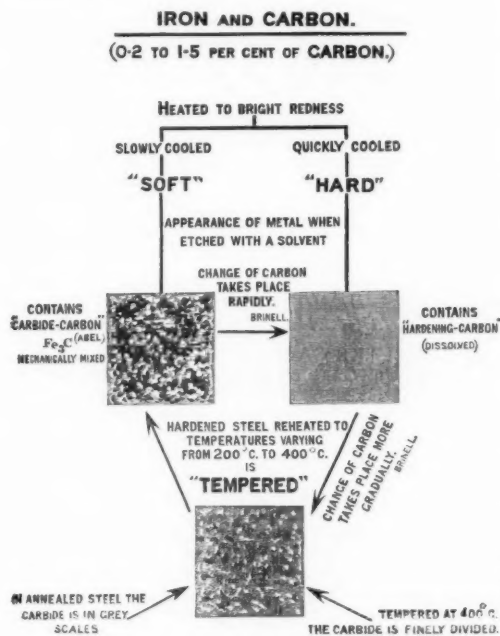 IRON AND CARBON.
(0·2 TO 1·5 PER CENT OF CARBON.)
HEATED TO BRIGHT REDNESS
SLOWLY COOLED
QUICKLY COOLED
"SOFT"
"HARD"
APPEARANCE OF METAL WHEN
ETCHED WITH A SOLVENT
CHANGE OF CARBON
TAKES PLACE
RAPIDLY.
BRINELL.
CONTAINS
"CARBIDE-CARBON"
Fe3C (ABEL)
MECHANICALLY MIXED
CONTAINS
"HARDENING-CARBON"
(DISSOLVED)
HARDENED STEEL REHEATED TO
TEMPERATURES VARYING
FROM 200°C. TO 400°C.
IS
"TEMPERED"
CHANGE OF CARBON
TAKES PLACE MORE
GRADUALLY.
BRINELL.
IN ANNEALED STEEL THE
CARBIDE IS IN GREY
SCALES
TEMPERED AT 400°C.
THE CARBIDE IS FINELY DIVIDED.